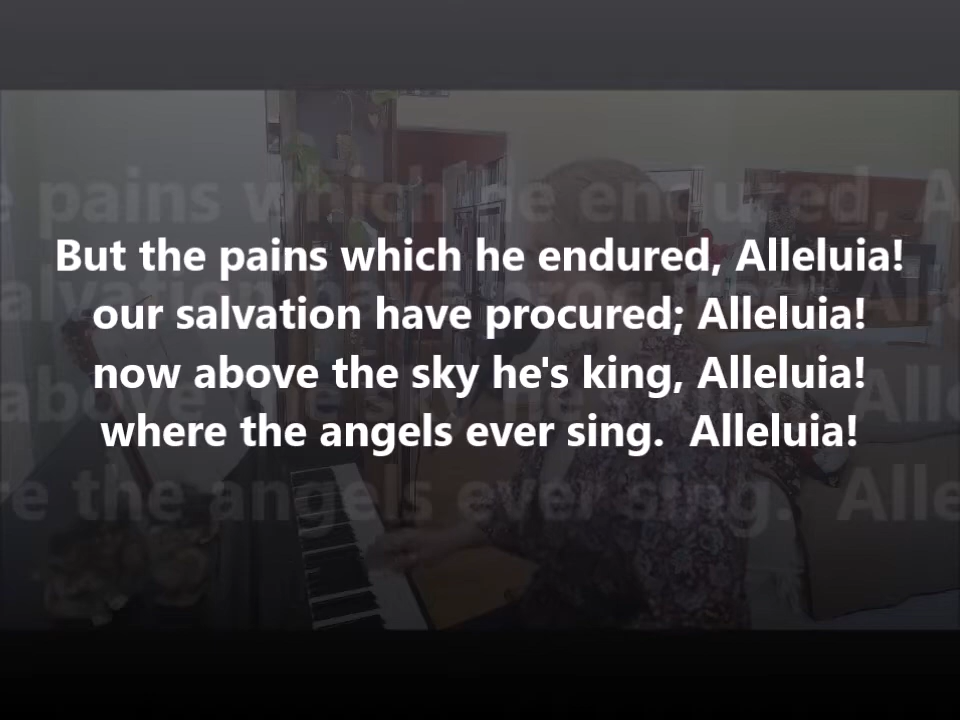 But the pains which he endured, Alleluia!
our salvation have procured; Alleluia!
now above the sky he's king, Alleluia!
where the angels ever sing.  Alleluia!